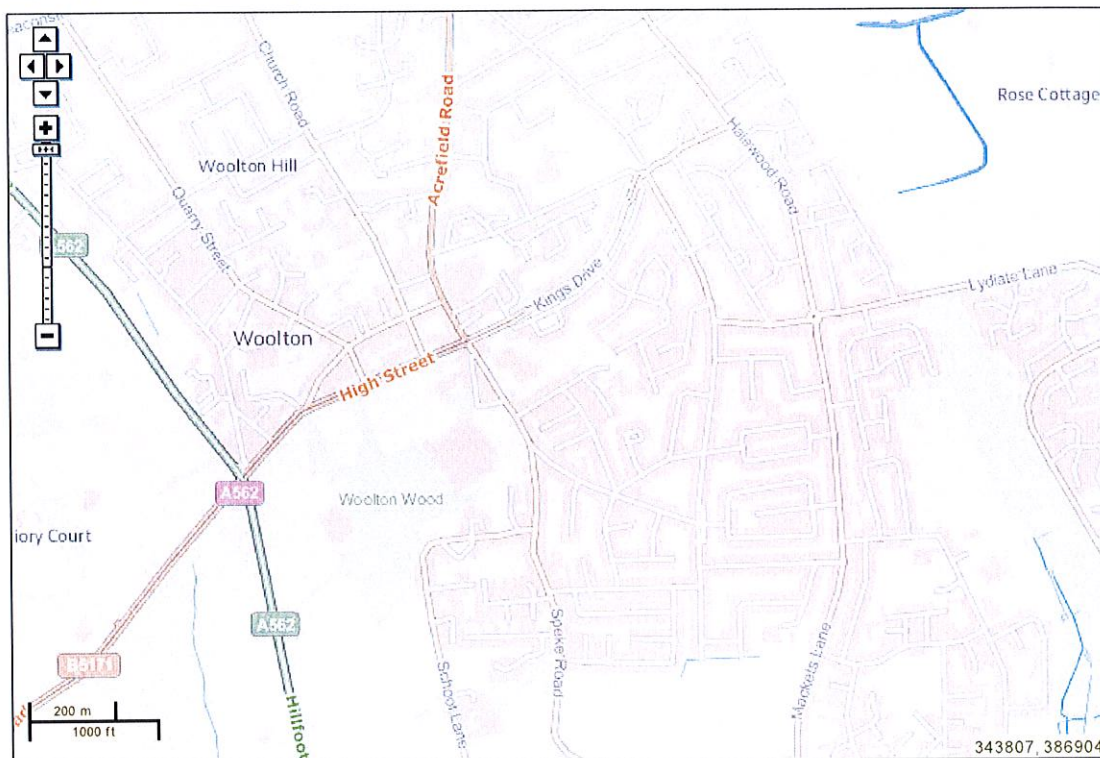 Church Road
Acrefield Road
Halewood Road
Rose Cottage
Woolton Hill
Quarry Street
562
Kings Drive
Lydiate Lane
Woolton
High Street
A562
Woolton Wood
iory Court
A562
Speke Road
Mackets Lane
School Lane
B5171
Hillfoot
200 m
1000 ft
343807, 386904